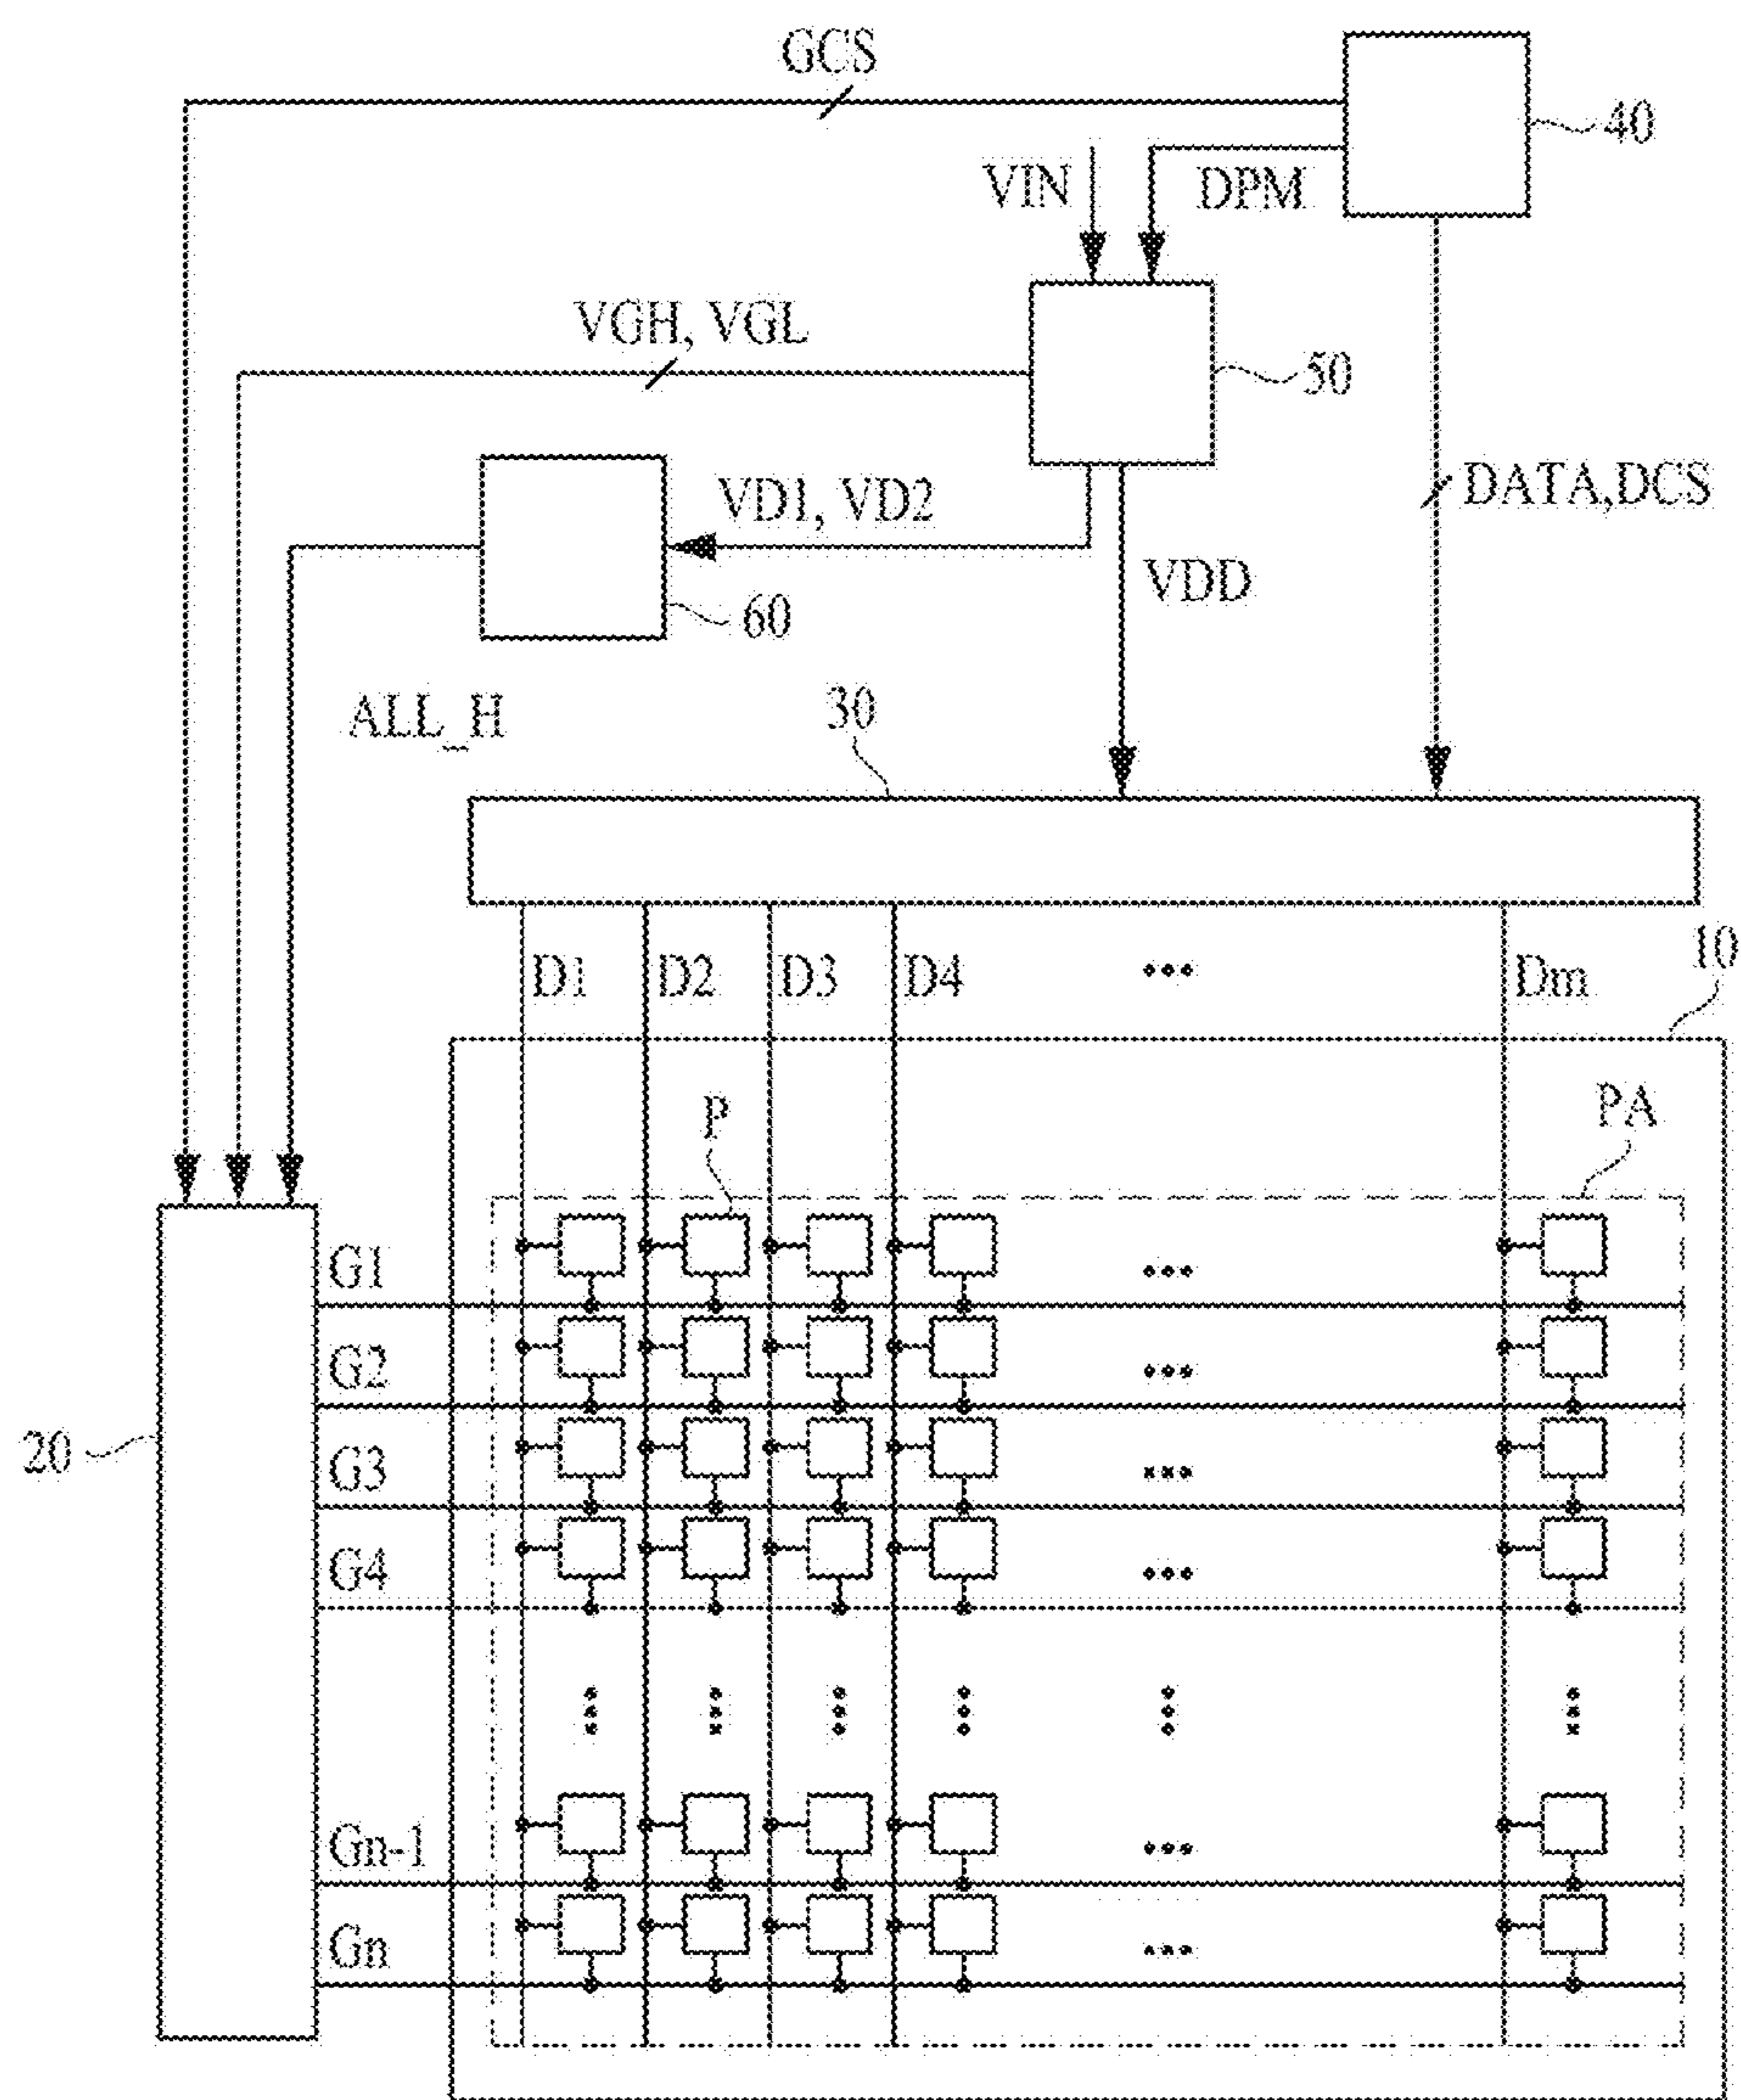 GCS
40
VIN
DPM
VGH, VGL
50
VD1, VD2
DATA,DCS
VDD
60
ALL_H
30
D1 D2 D3 D4 ••• Dm
10
P
PA
G1
•••
G2
•••
20
G3
•••
G4
•••
Gn-1
•••
Gn
•••